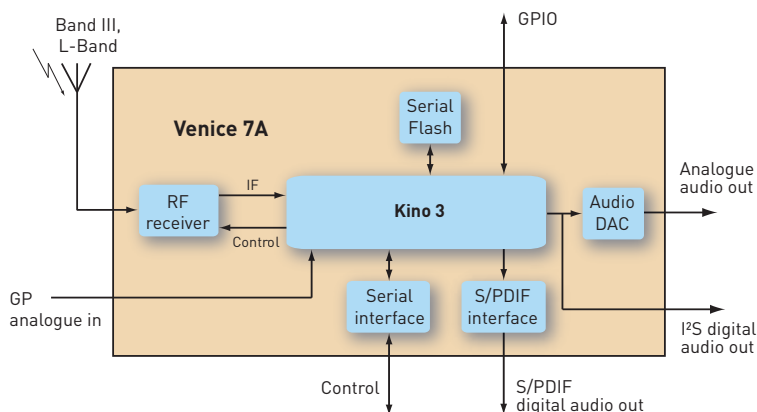 Band III,
L-Band
GPIO
Venice 7A
Serial
Flash
Analogue
audio out
RF
receiver
IF
Control
Kino 3
Audio
DAC
GP
analogue in
Serial
interface
S/PDIF
interface
I²S digital
audio out
Control
S/PDIF
digital audio out